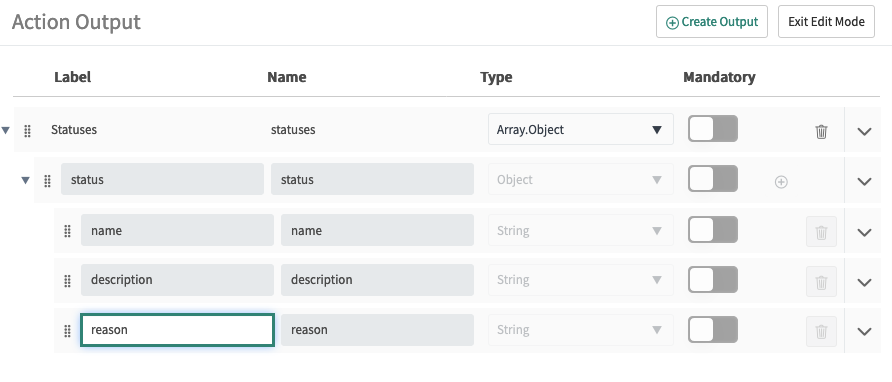 Action Output
Create Output
Exit Edit Mode
Label Name Type Mandatory
Statuses statuses Array.Object
status status Object
name name String
description description String
reason reason String